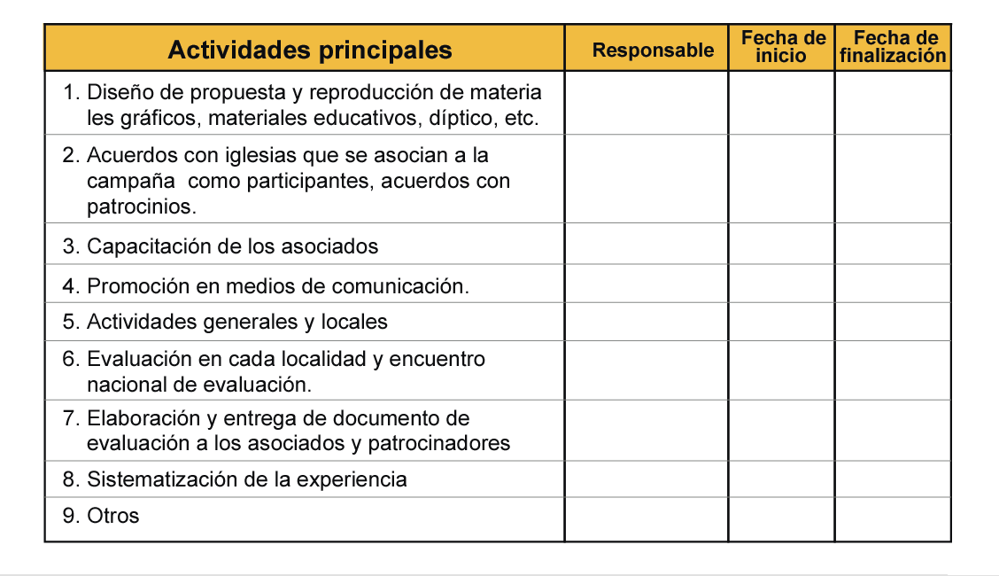 Actividades principales
Responsable
Fecha de
inicio
Fecha de
finalización
1. Diseño de propuesta y reproducción de materia
les gráficos, materiales educativos, díptico, etc.
2. Acuerdos con iglesias que se asocian a la
campaña  como participantes, acuerdos con
patrocinios.
3. Capacitación de los asociados
4. Promoción en medios de comunicación.
5. Actividades generales y locales
6. Evaluación en cada localidad y encuentro
nacional de evaluación.
7. Elaboración y entrega de documento de
evaluación a los asociados y patrocinadores
8. Sistematización de la experiencia
9. Otros